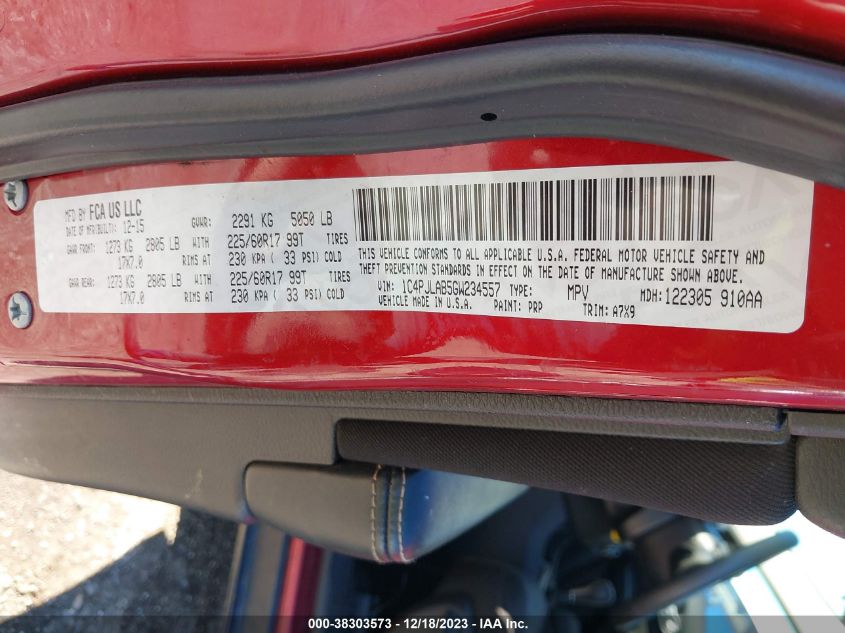 MFD BY FCA US LLC
DATE OF MFR(BUILT): 12-15 GVWR: 2291 KG 5050 LB
GAWR FRONT: 1273 KG 2805 LB WITH 225/60R17 99T TIRES
17X7.0 RIMS AT 230 KPA ( 33 PSI) COLD
GAWR REAR: 1273 KG 2805 LB WITH 225/60R17 99T TIRES
17X7.0 RIMS AT 230 KPA ( 33 PSI) COLD
THIS VEHICLE CONFORMS TO ALL APPLICABLE U.S.A. FEDERAL MOTOR VEHICLE SAFETY AND
THEFT PREVENTION STANDARDS IN EFFECT ON THE DATE OF MANUFACTURE SHOWN ABOVE.
VIN: 1C4PJLAB5GW234557 TYPE: MPV MDH: 122305 910AA
VEHICLE MADE IN U.S.A. PAINT: PRP TRIM: A7X9
000-38303573 - 12/18/2023 - IAA Inc.